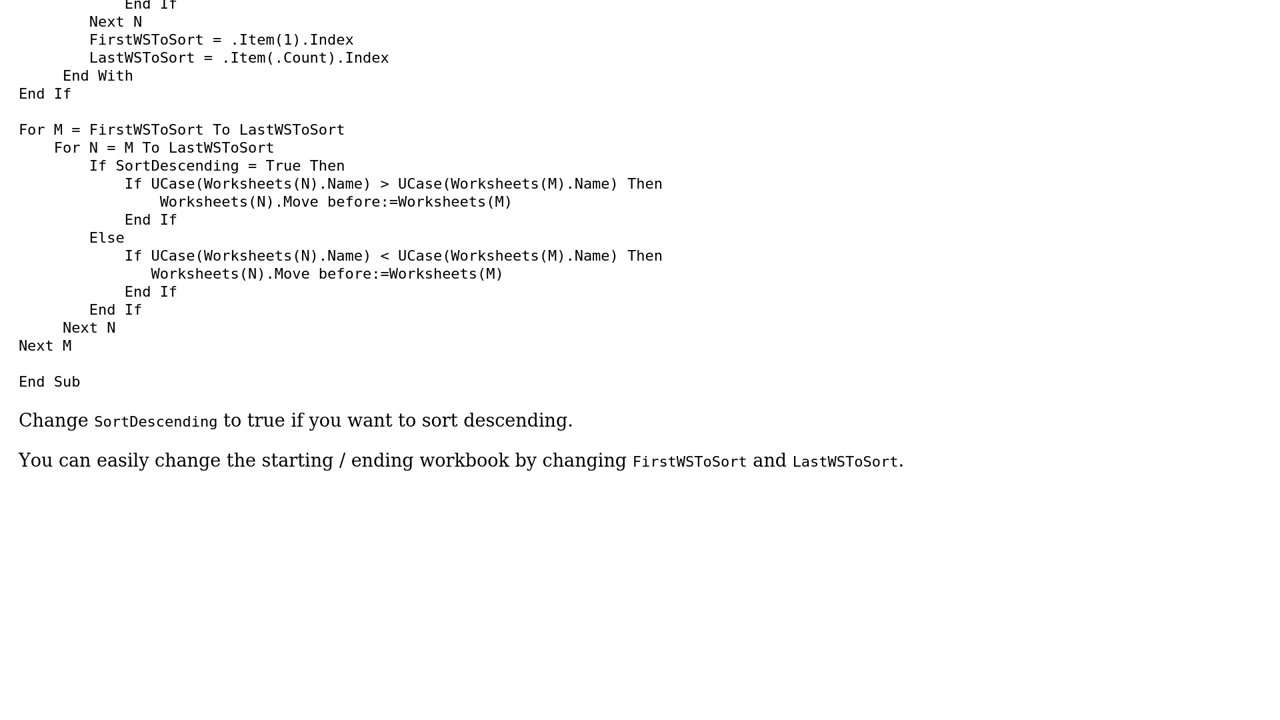 End If
        Next N
        FirstWSToSort = .Item(1).Index
        LastWSToSort = .Item(.Count).Index
     End With
End If

For M = FirstWSToSort To LastWSToSort
    For N = M To LastWSToSort
        If SortDescending = True Then
            If UCase(Worksheets(N).Name) > UCase(Worksheets(M).Name) Then
                Worksheets(N).Move before:=Worksheets(M)
            End If
        Else
            If UCase(Worksheets(N).Name) < UCase(Worksheets(M).Name) Then
               Worksheets(N).Move before:=Worksheets(M)
            End If
        End If
     Next N
Next M

End Sub
Change SortDescending to true if you want to sort descending.
You can easily change the starting / ending workbook by changing FirstWSToSort and LastWSToSort.